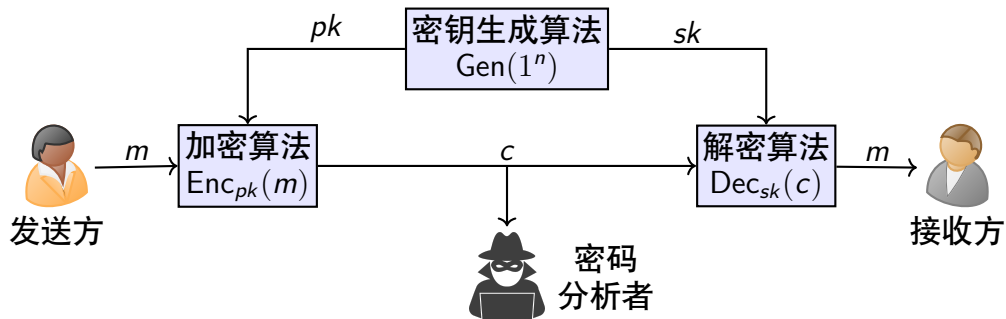 pk
密钥生成算法
Gen(1ⁿ)
sk
m
加密算法
Enc_pk(m)
c
解密算法
Dec_sk(c)
m
发送方
密码
分析者
接收方